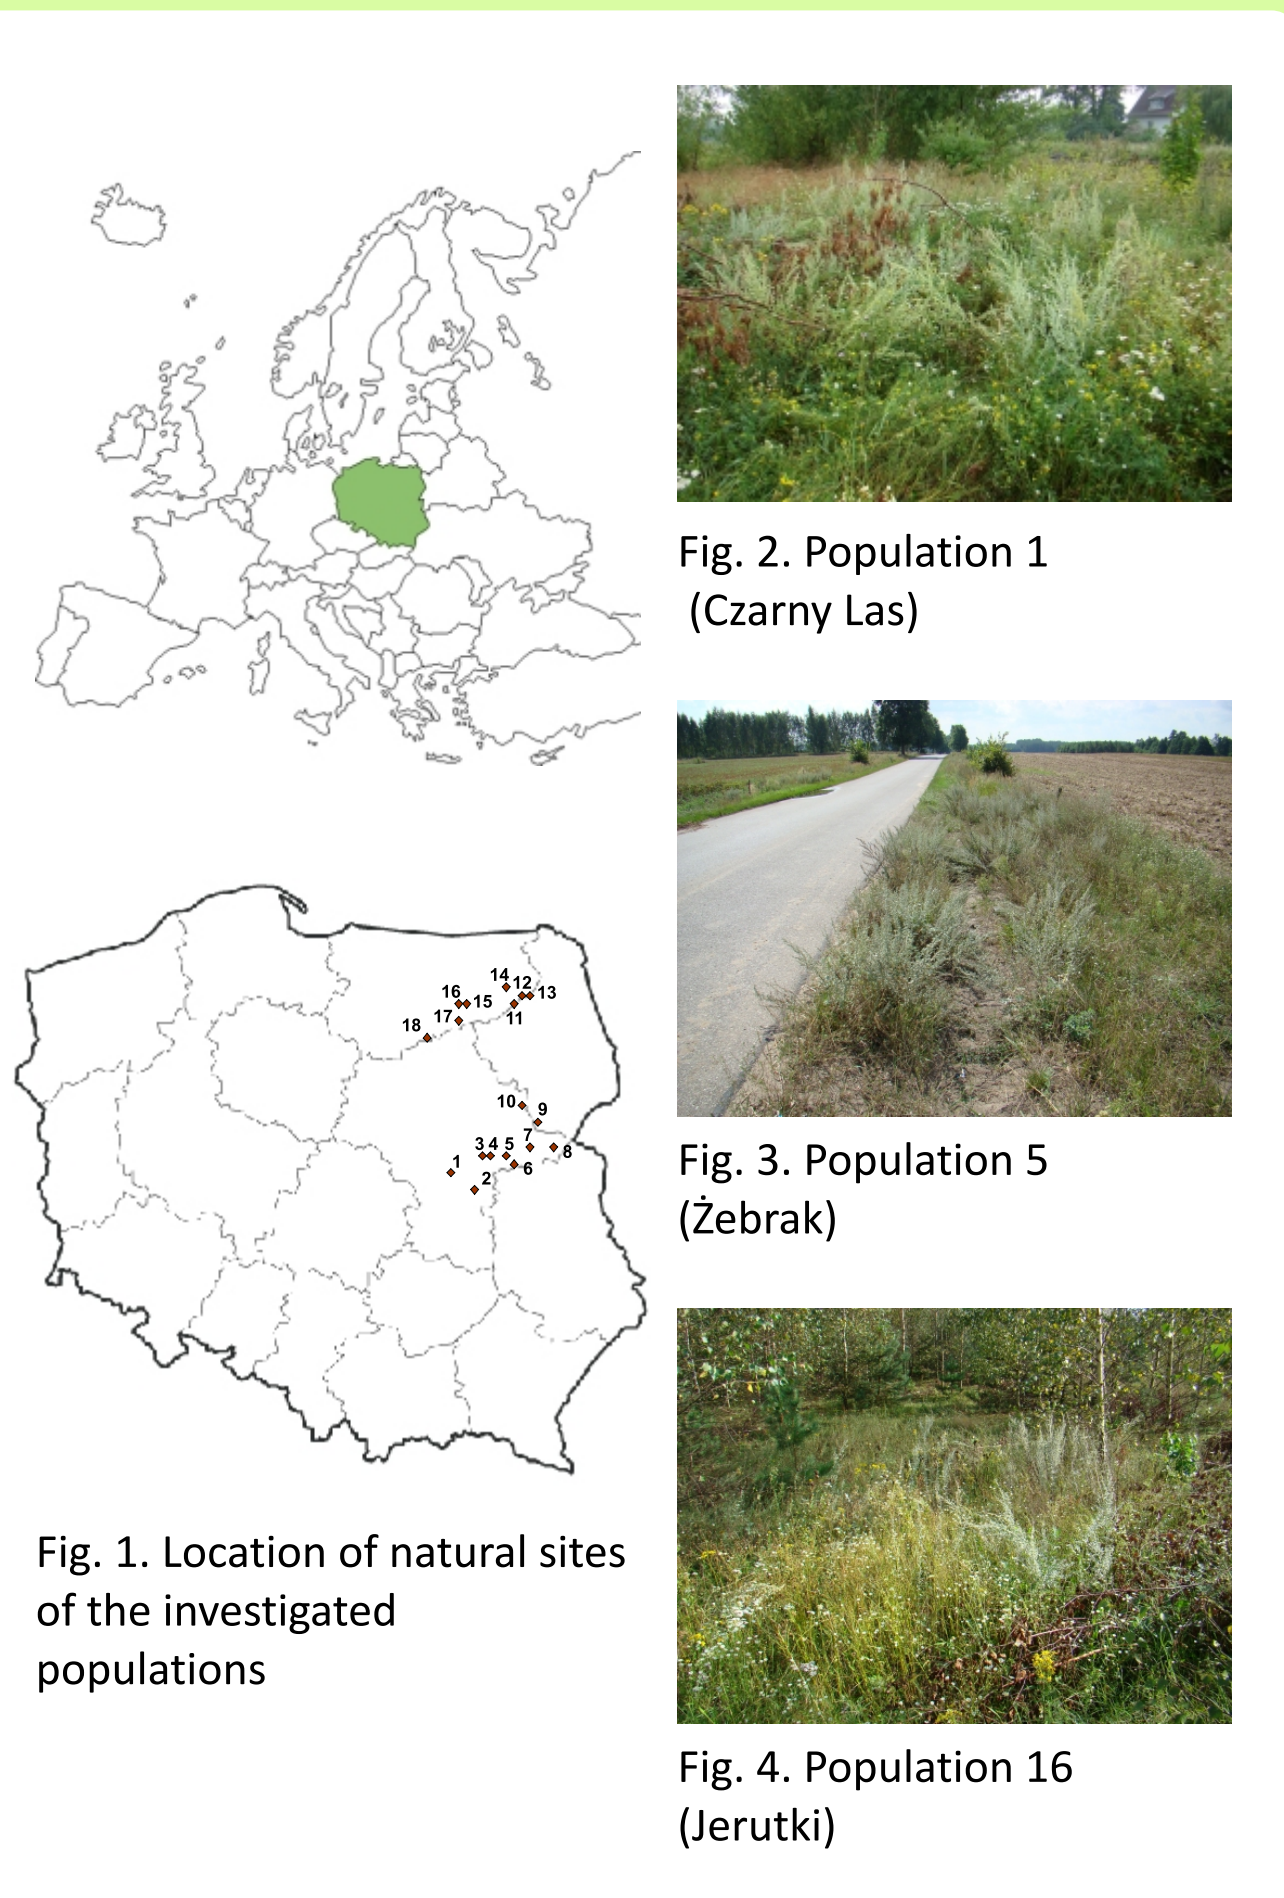 Fig. 2. Population 1
(Czarny Las)
Fig. 3. Population 5
(Żebrak)
14
12
13
16
15
11
17
18
10
9
7
3 4 5
8
1
6
2
Fig. 1. Location of natural sites
of the investigated
populations
Fig. 4. Population 16
(Jerutki)